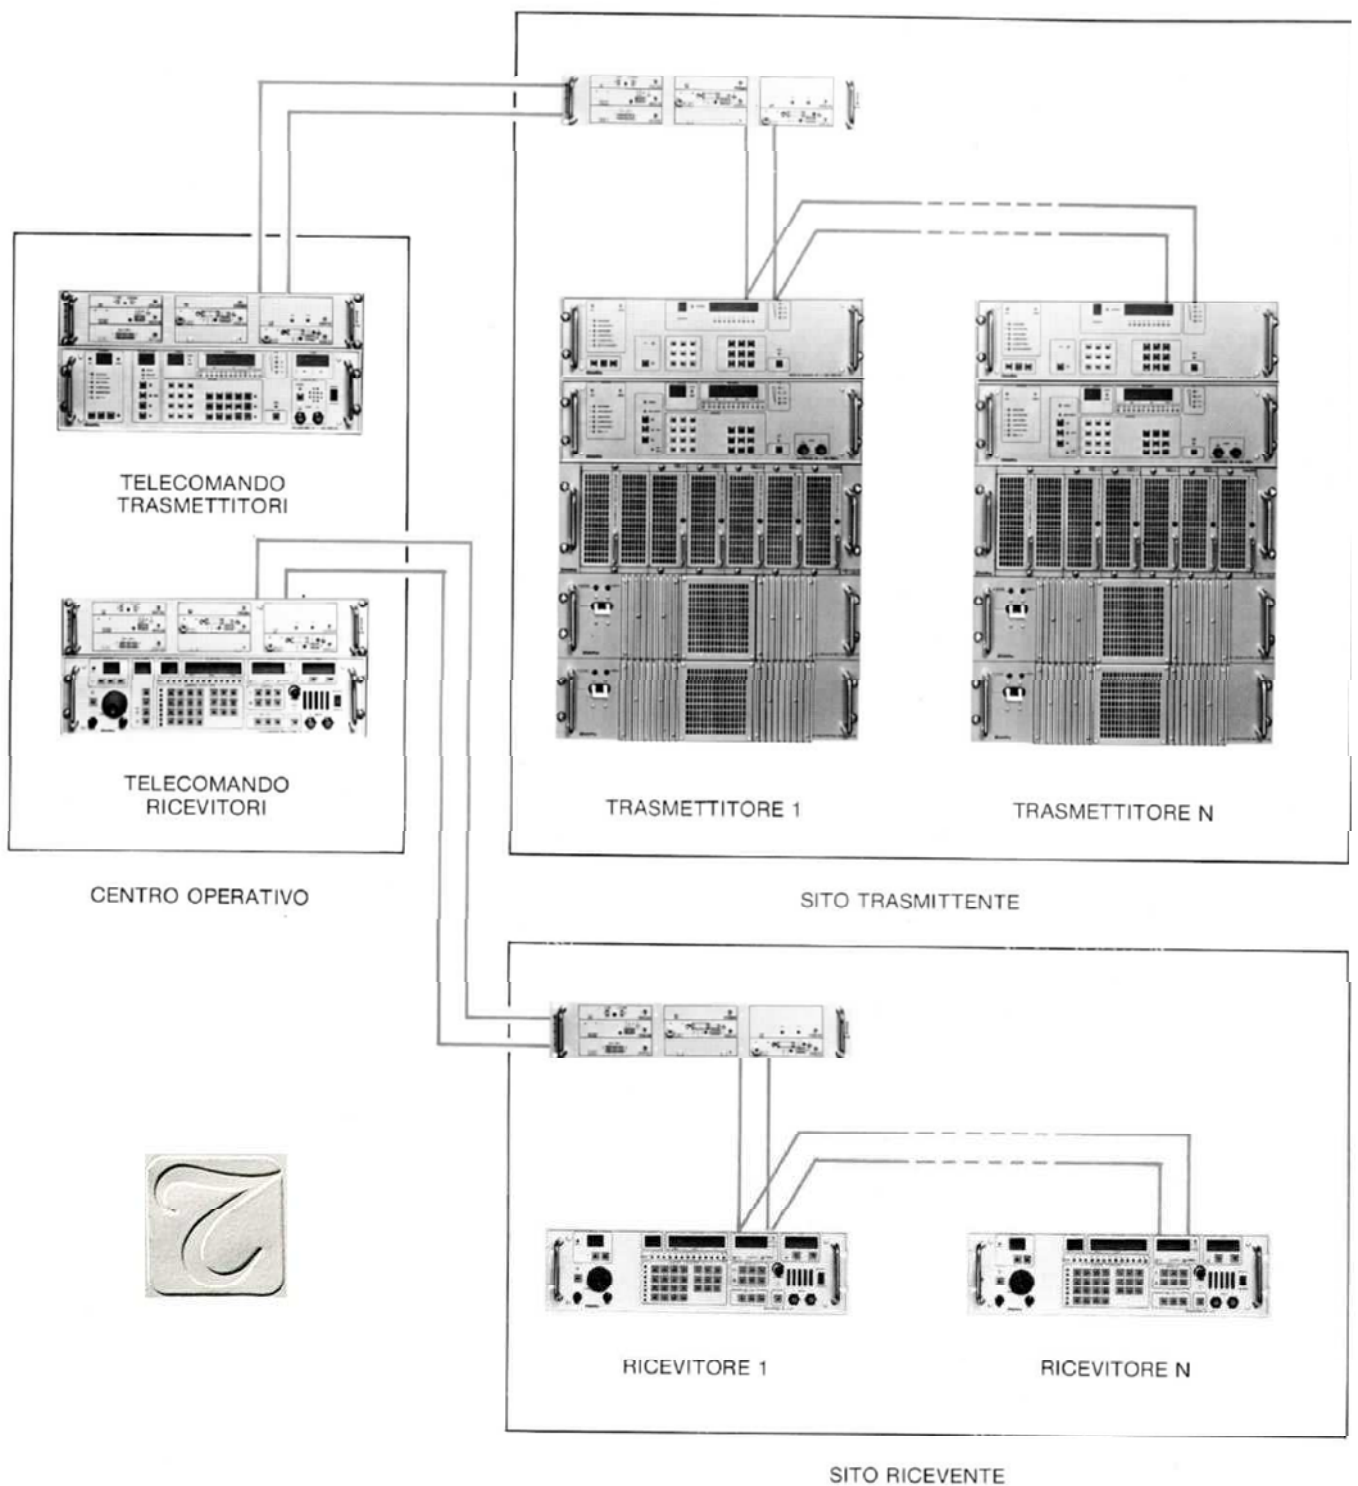 TELECOMANDO
TRASMETTITORI
TELECOMANDO
RICEVITORI
CENTRO OPERATIVO
TRASMETTITORE 1
TRASMETTITORE N
SITO TRASMITTENTE
RICEVITORE 1
RICEVITORE N
SITO RICEVENTE